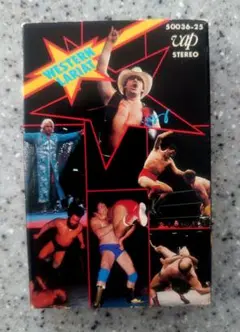 50036-25
vap
STEREO
WESTERN
LARIAT